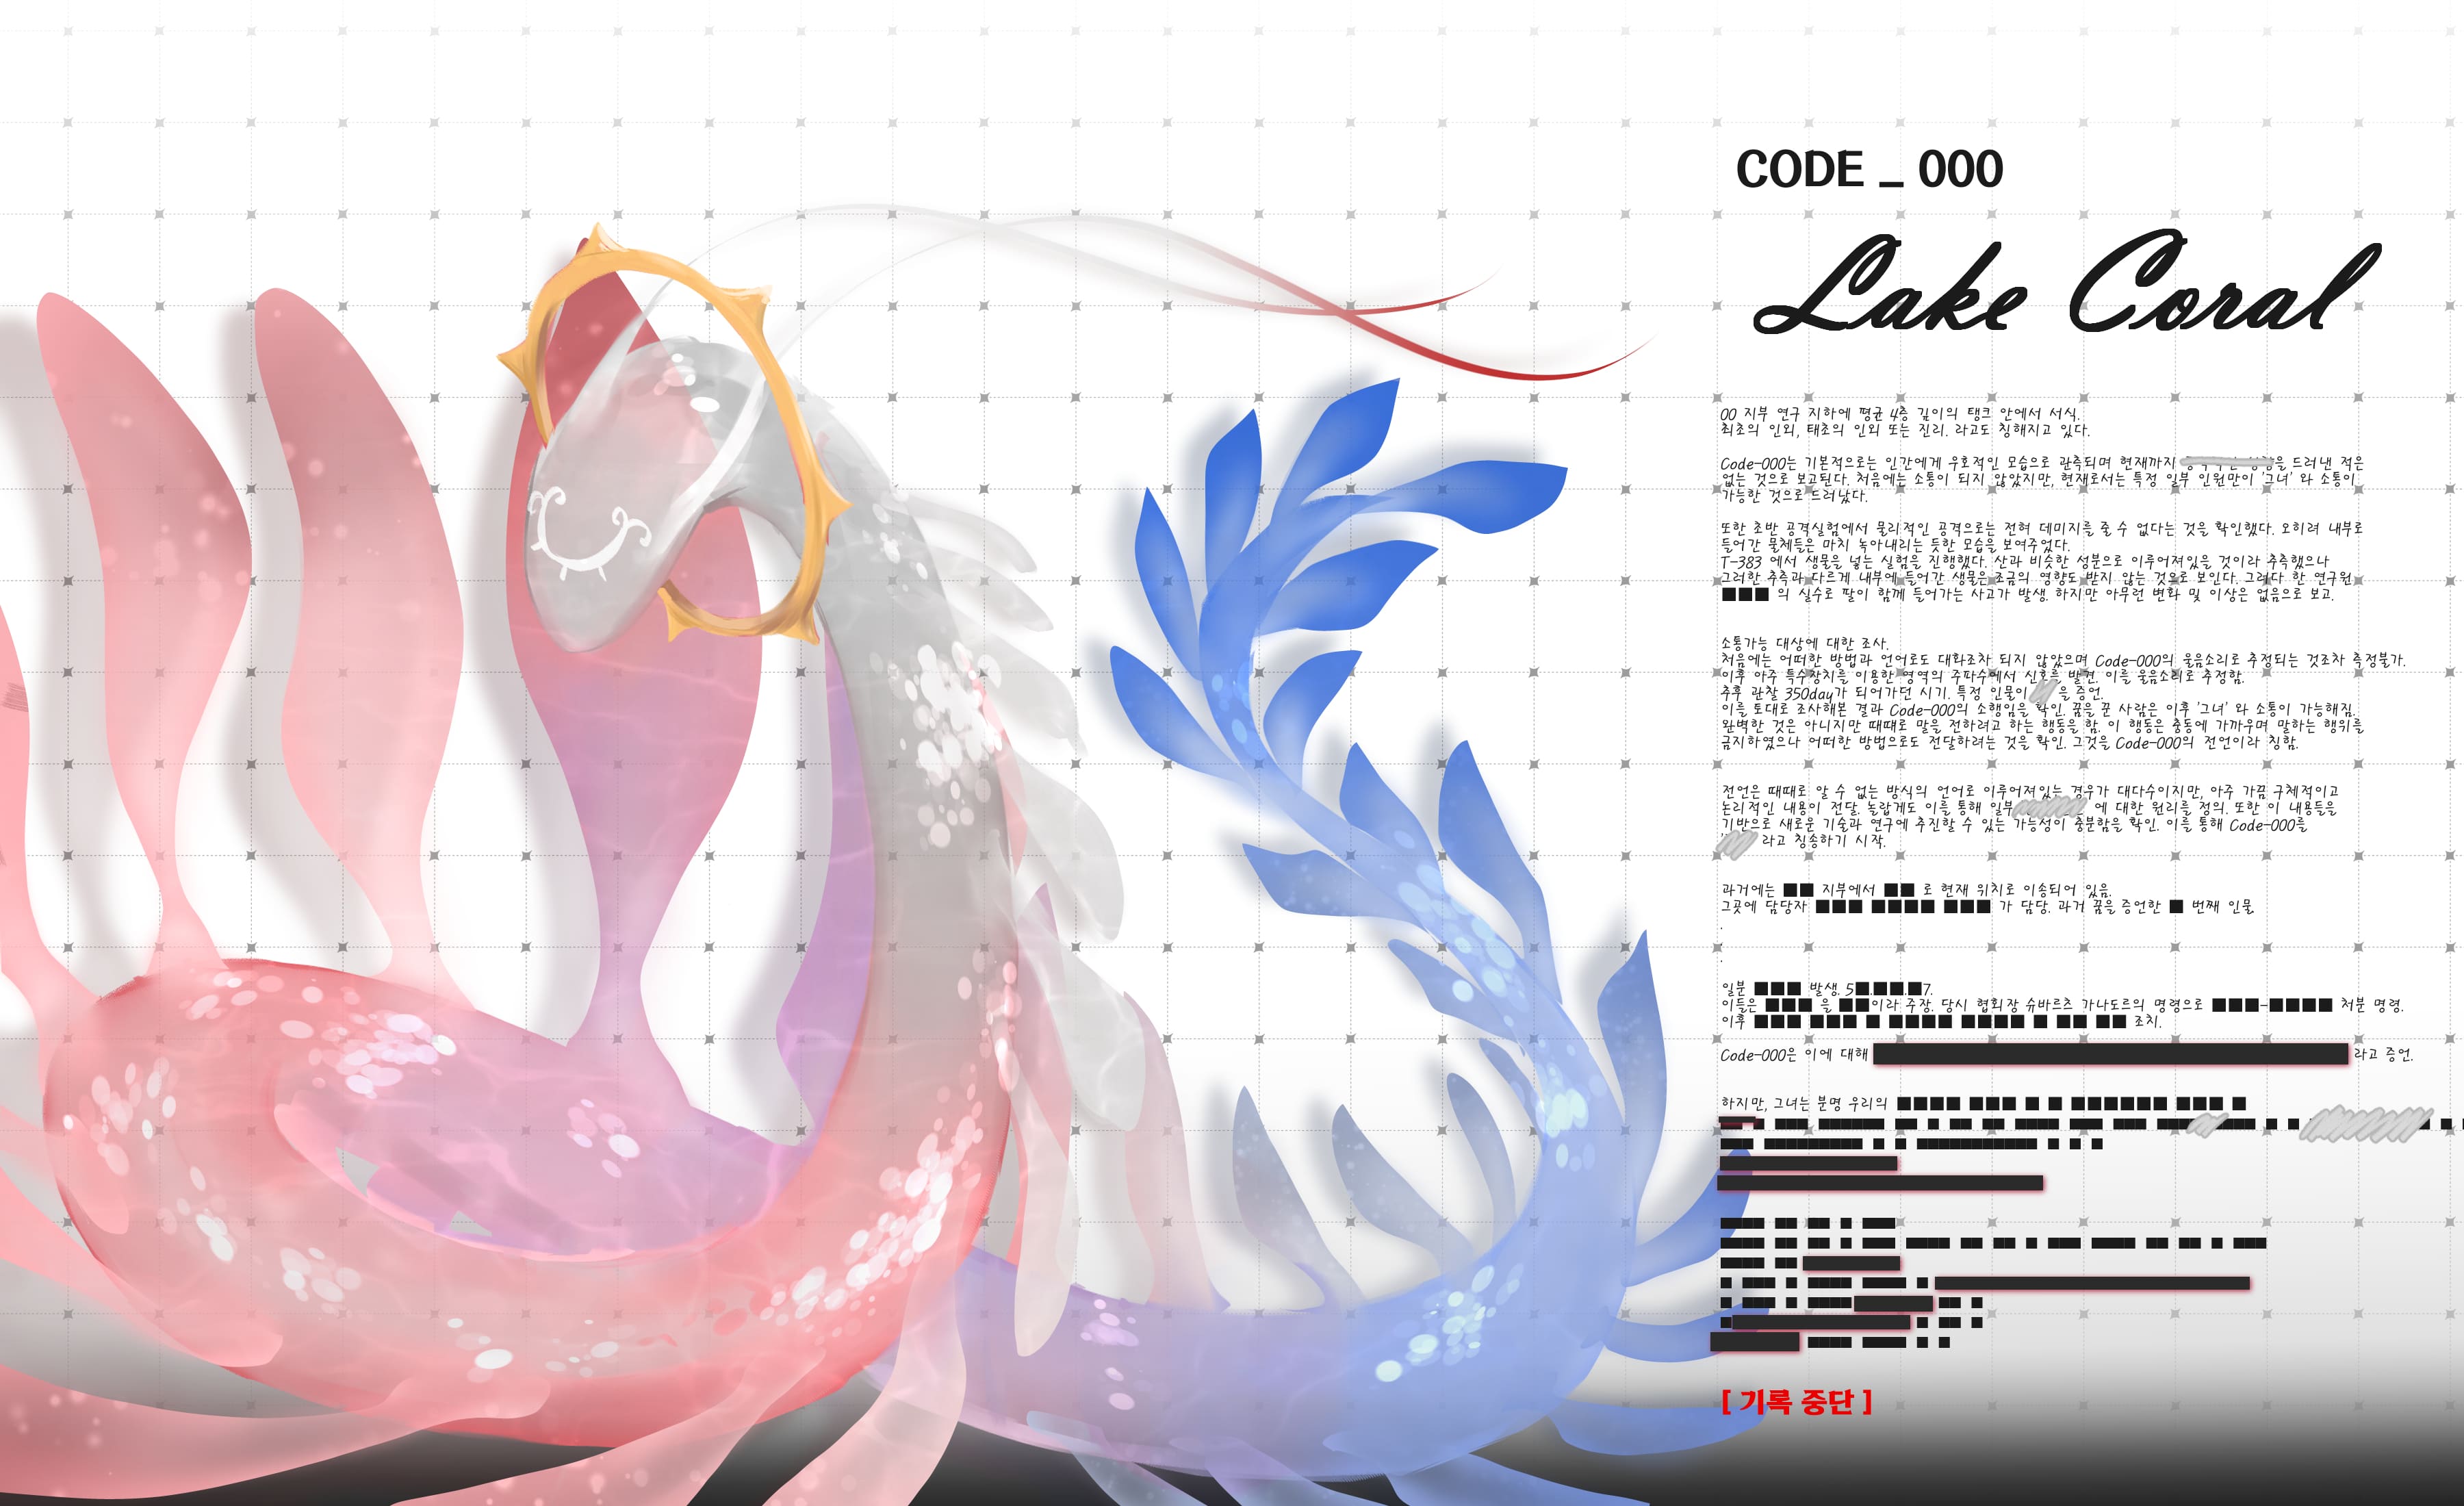 CODE _ 000
Lake Coral
00 지부 연구 지하에 평균 4층 깊이의 탱크 안에서 서식.
최초의 인외, 태초의 인외 또는 진리. 라고도 칭해지고 있다.
Code-000는 기본적으로는 인간에게 우호적인 모습으로 관측되며 현재까지 을 드러낸 적은
없는 것으로 보고된다. 처음에는 소통이 되지 않았지만, 현재로서는 특정 일부 인원만이 '그녀' 와 소통이
가능한 것으로 드러났다.
또한 초반 공격실험에서 물리적인 공격으로는 전혀 데미지를 줄 수 없다는 것을 확인했다. 오히려 내부로
들어간 물체들은 마치 녹아내리는 듯한 모습을 보여주었다.
T-383 에서 생물을 넣는 실험을 진행했다. 산과 비슷한 성분으로 이루어져있을 것이라 추측했으나
그러한 추측과 다르게 내부에 들어간 생물은 조금의 영향도 받지 않는 것으로 보인다. 그러다 한 연구원
■■■ 의 실수로 팔이 함께 들어가는 사고가 발생. 하지만 아무런 변화 및 이상은 없음으로 보고.
소통가능 대상에 대한 조사.
처음에는 어떠한 방법과 언어로도 대화조차 되지 않았으며 Code-000의 울음소리로 추정되는 것조차 측정불가.
이후 아주 특수장치를 이용한 영역의 주파수에서 신호를 발견. 이를 울음소리로 추정함.
추후 관찰 350day가 되어가던 시기. 특정 인물이 을 증언.
이를 토대로 조사해본 결과 Code-000의 소행임을 확인. 꿈을 꾼 사람은 이후 '그녀' 와 소통이 가능해짐.
완벽한 것은 아니지만 때때로 말을 전하려고 하는 행동을 함. 이 행동은 충동에 가까우며 말하는 행위를
금지하였으나 어떠한 방법으로도 전달하려는 것을 확인. 그것을 Code-000의 전언이라 칭함.
전언은 때때로 알 수 없는 방식의 언어로 이루어져있는 경우가 대다수이지만, 아주 가끔 구체적이고
논리적인 내용이 전달. 놀랍게도 이를 통해 일부 에 대한 원리를 정의. 또한 이 내용들을
기반으로 새로운 기술과 연구에 추진할 수 있는 가능성이 충분함을 확인. 이를 통해 Code-000를
라고 칭송하기 시작.
과거에는 ■■ 지부에서 ■■ 로 현재 위치로 이송되어 있음.
그곳에 담당자 ■■■ ■■■■ ■■■ 가 담당. 과거 꿈을 증언한 ■ 번째 인물.
.
.
.
일분 ■■■ 발생. 5■.■■.■7.
이들은 ■■■ 을 ■■이라 주장. 당시 협회장 슈바르츠 가나도르의 명령으로 ■■■-■■■■ 처분 명령.
이후 ■■■ ■■■ ■ ■■■■ ■■■■ ■ ■■ ■■ 조치.
Code-000은 이에 대해 라고 증언.
하지만, 그녀는 분명 우리의 ■■■■ ■■■ ■ ■ ■■■■■■ ■■■ ■
[ 기록 중단 ]